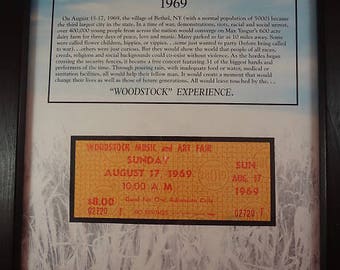 1969
On August 15-17, 1969, the village of Bethel, NY (with a normal population of 5000) became
the third largest city in the state. In a time of war, demonstrations, riots, racial and social unrest,
over 400,000 young people from across the nation would converge on Max Yasgur's 600 acre
dairy farm for three days of peace, love and music. Many parked as far as 10 miles away. Some
were called flower children, hippies, or yippies. . .some just wanted to party (before being called
to war). . .others were just curious. But they would show the world that people of all races,
creeds, religions and social backgrounds could coexist without violence. As the hordes began
crossing the fences it became a free concert featuring 31 of the biggest bands and
performers of the time. Through pouring rain, with inadequate food or water, medical or
sanitation facilities, all would help their fellow man. It would create a moment that would
change their lives as well as those of future generations. All would leave touched by the. . .
"WOODSTOCK" EXPERIENCE.
WOODSTOCK MUSIC and ART FAIR
SUNDAY
AUGUST 17, 1969
10:00 A.M.
$8.00
Good For One Admission Only
02720 T
NO REFUNDS
SUN.
AUG. 17
1969
02720 T